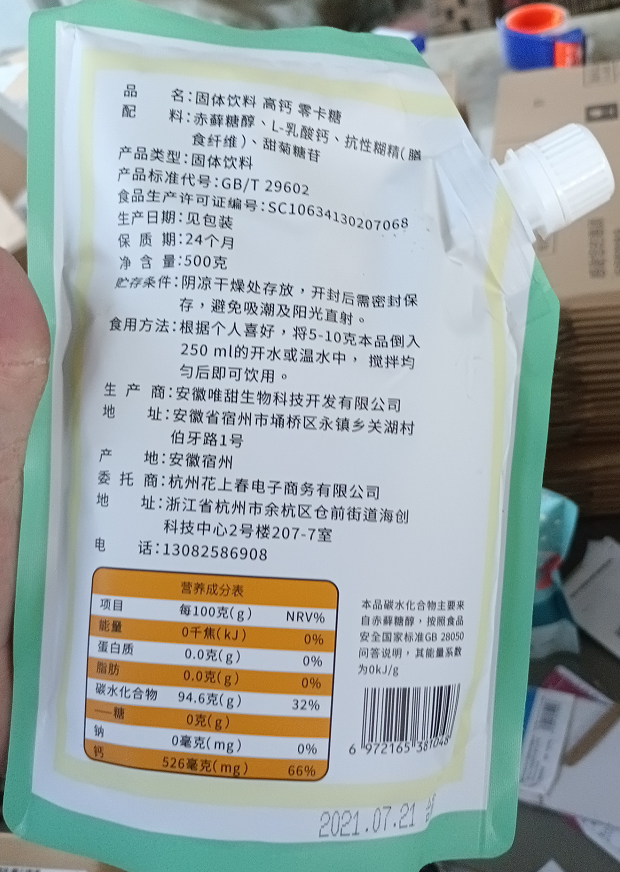 品 名:固体饮料 高钙 零卡糖
配 料:赤藓糖醇、L-乳酸钙、抗性糊精(膳
食纤维)、甜菊糖苷
产品类型:固体饮料
产品标准代号:GB/T 29602
食品生产许可证编号:SC10634130207068
生产日期:见包装
保 质 期:24个月
净 含 量:500克
贮存条件:阴凉干燥处存放，开封后需密封保
存，避免吸潮及阳光直射。
食用方法:根据个人喜好，将5-10克本品倒入
250 ml的开水或温水中， 搅拌均
匀后即可饮用。
生 产 商:安徽唯甜生物科技开发有限公司
地 址:安徽省宿州市埇桥区永镇乡关湖村
伯牙路1号
产 地:安徽宿州
委 托 商:杭州花上春电子商务有限公司
地 址:浙江省杭州市余杭区仓前街道海创
科技中心2号楼207-7室
电 话:13082586908
营养成分表
项目 每100克(g) NRV%
能量 0千焦(kJ) 0%
蛋白质 0.0克(g) 0%
脂肪 0.0克(g) 0%
碳水化合物 94.6克(g) 32%
——糖 0克(g)
钠 0毫克(mg) 0%
钙 526毫克(mg) 66%
本品碳水化合物主要来
自赤藓糖醇，按照食品
安全国家标准GB 28050
问答说明，其能量系数
为0kJ/g
6 972165 381048
2021.07.21